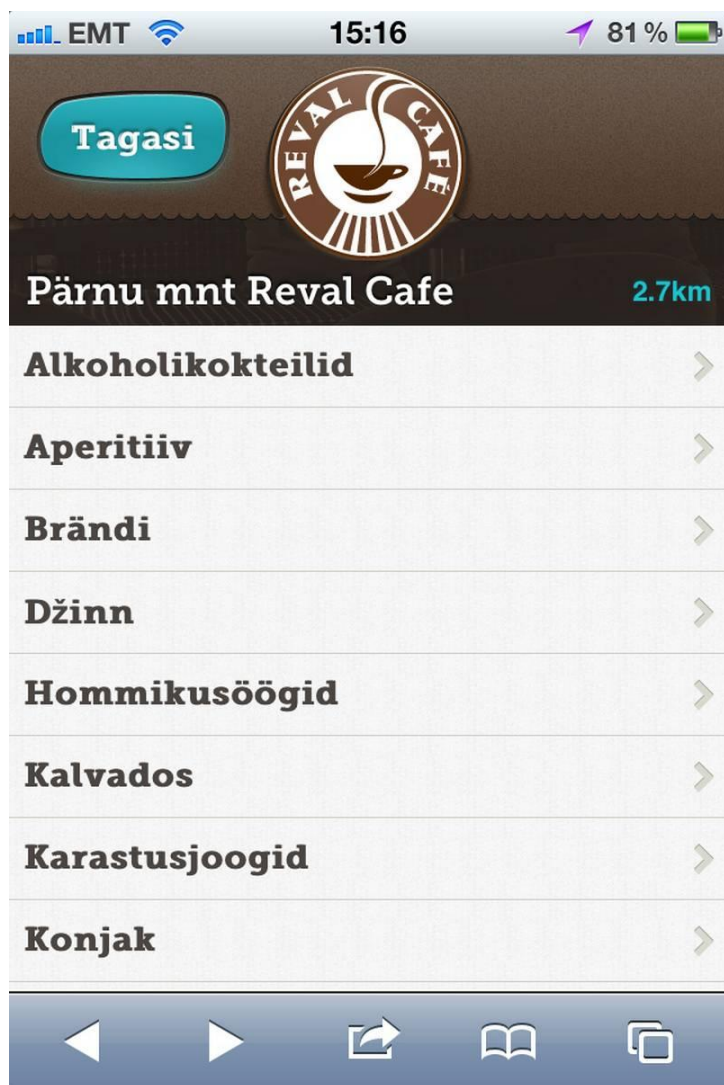 EMT 15:16 81 %
Tagasi
REVAL CAFÉ
Pärnu mnt Reval Cafe 2.7km
Alkoholikokteilid
Aperitiiv
Brändi
Džinn
Hommikusöögid
Kalvados
Karastusjoogid
Konjak